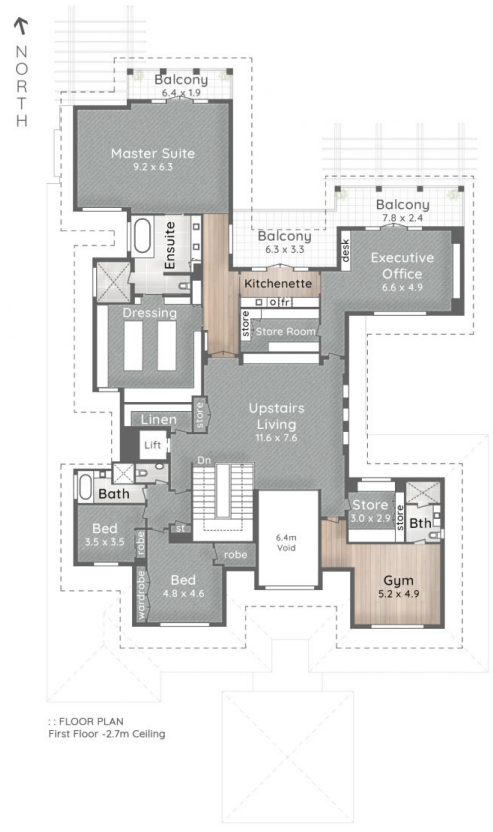 NORTH
Balcony
6.4 x 1.9
Master Suite
9.2 x 6.3
Balcony
7.8 x 2.4
Ensuite
Balcony
6.3 x 3.3
desk
Executive
Office
6.6 x 4.9
Kitchenette
fr
Dressing
store
Store Room
Linen
store
Upstairs
Living
11.6 x 7.6
Lift
Dn
Bath
Store
3.0 x 2.9
store
Bth
Bed
3.5 x 3.5
st
6.4m
Void
robe
robe
wardrobe
Bed
4.8 x 4.6
Gym
5.2 x 4.9
:: FLOOR PLAN
First Floor -2.7m Ceiling